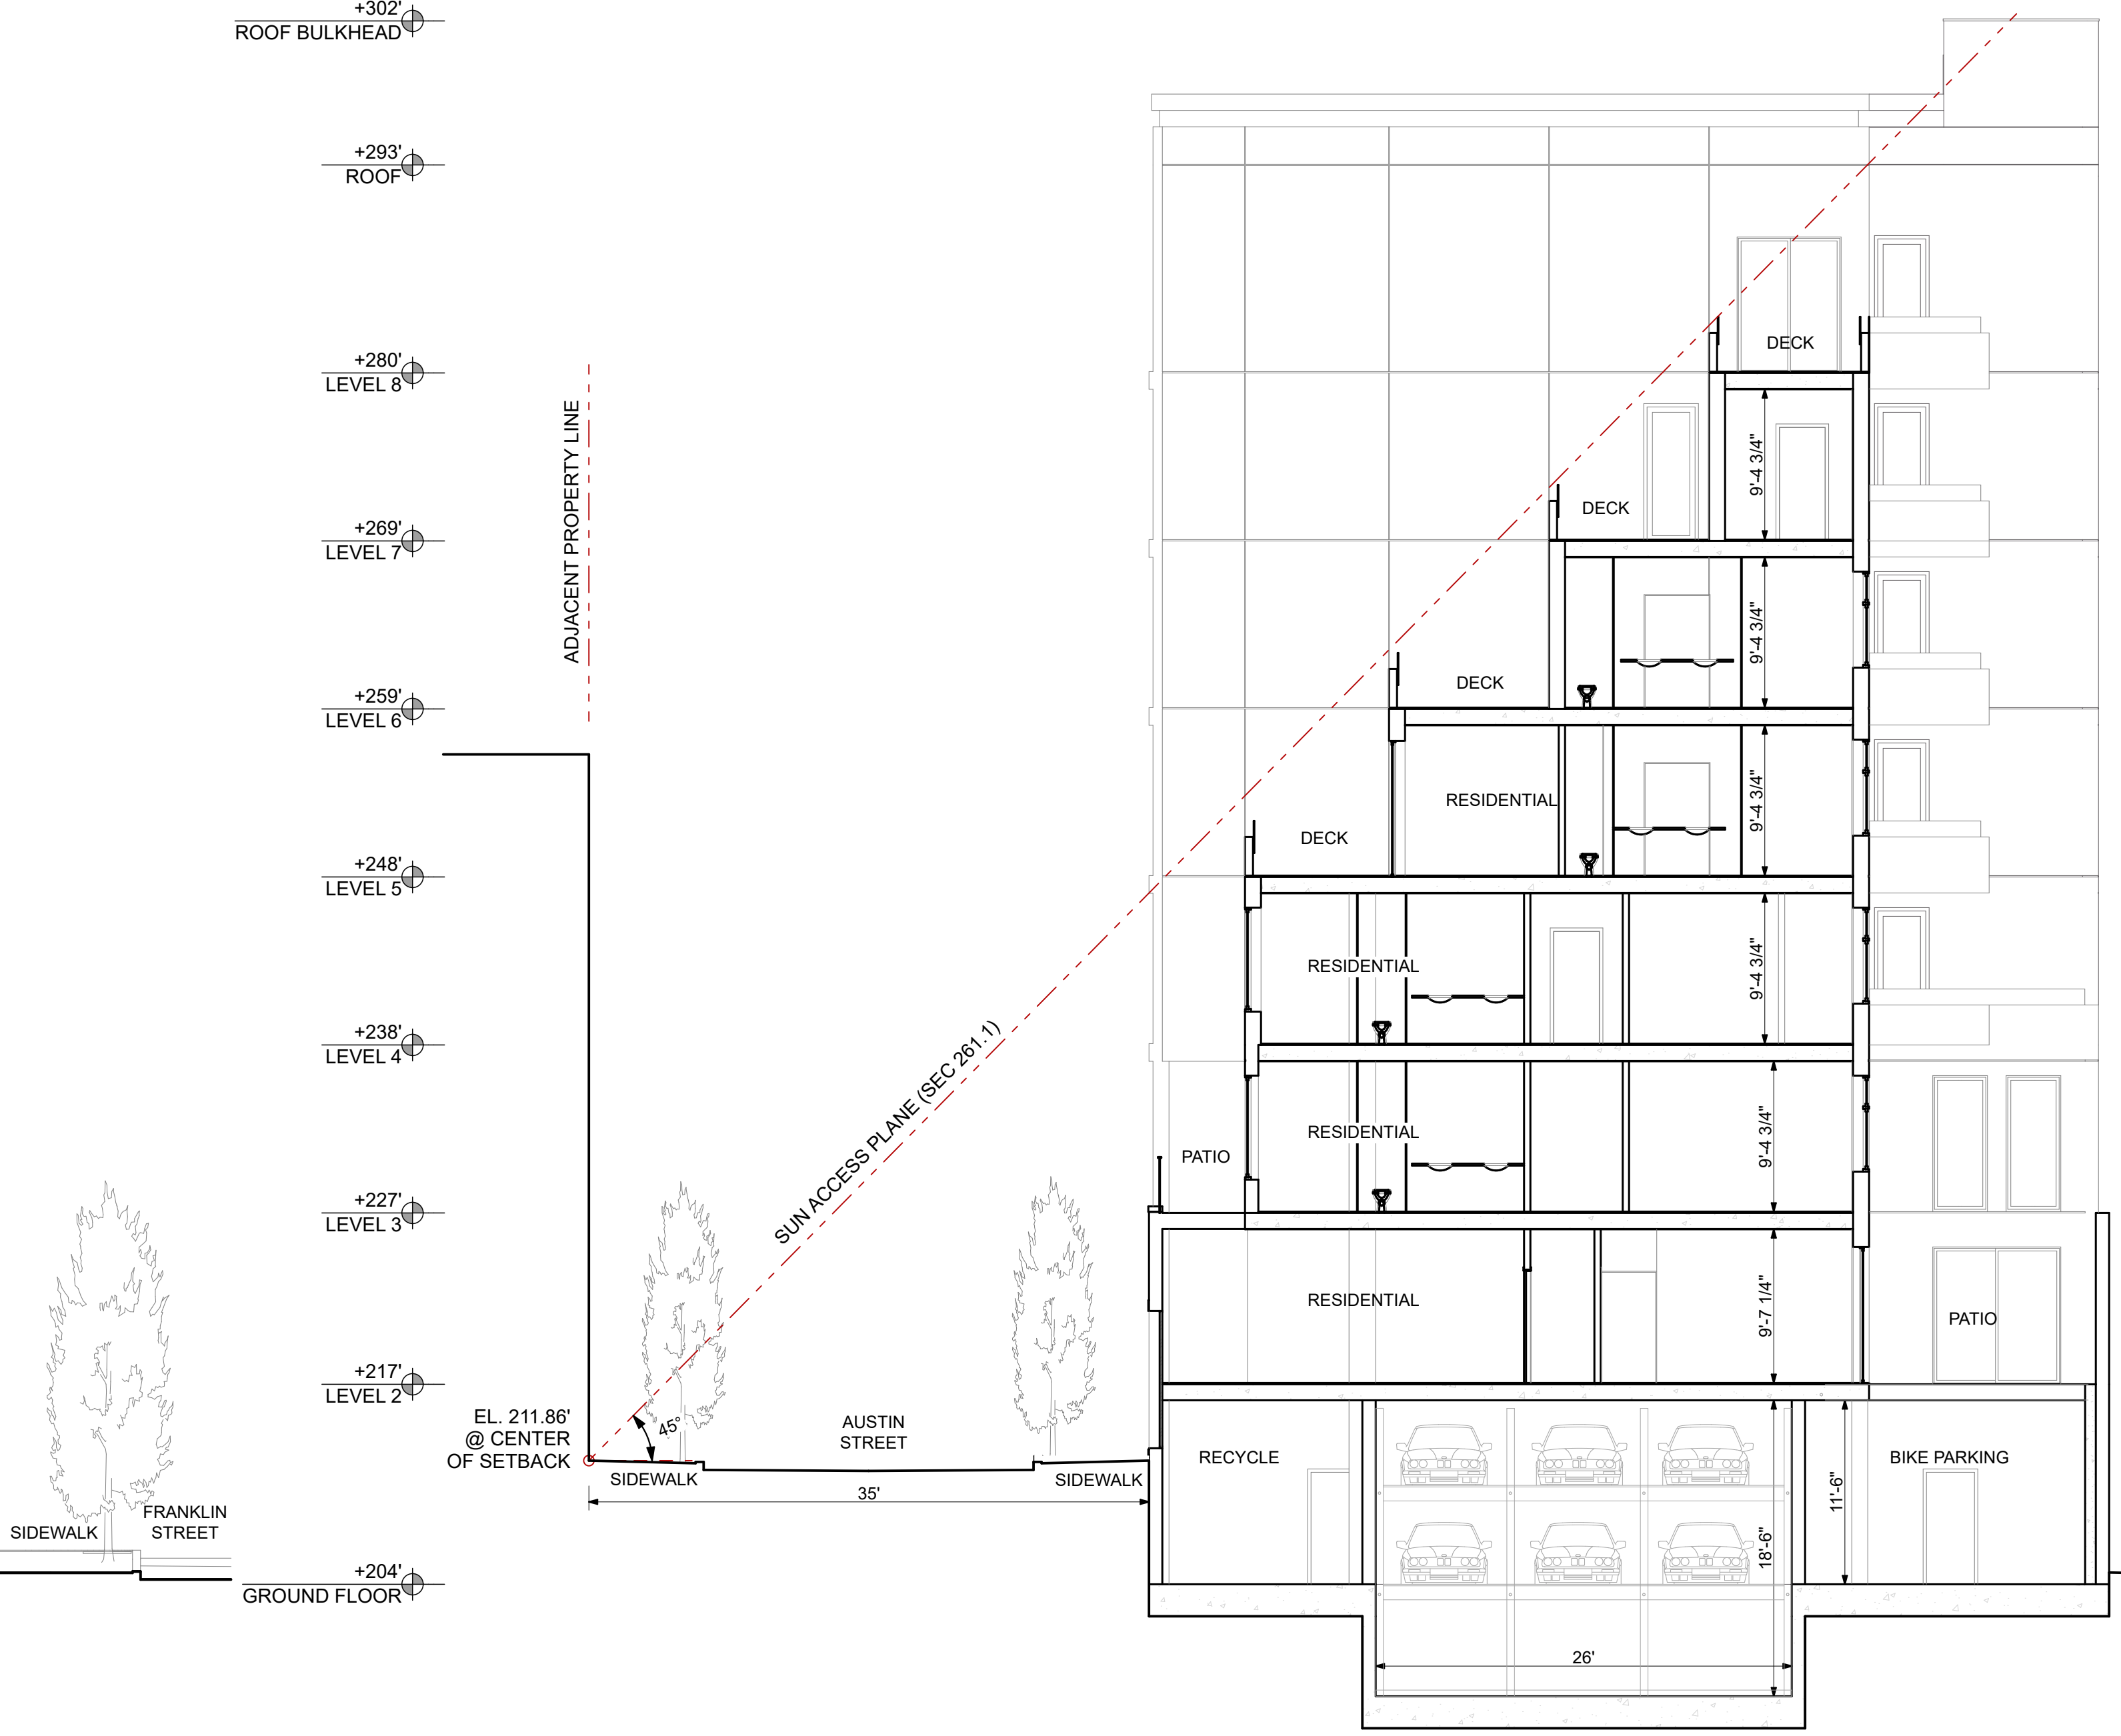 +302'
ROOF BULKHEAD
+293'
ROOF
+280'
LEVEL 8
+269'
LEVEL 7
+259'
LEVEL 6
+248'
LEVEL 5
+238'
LEVEL 4
+227'
LEVEL 3
+217'
LEVEL 2
+204'
GROUND FLOOR
ADJACENT PROPERTY LINE
SUN ACCESS PLANE (SEC 261.1)
EL. 211.86'
@ CENTER
OF SETBACK
45°
SIDEWALK
AUSTIN
STREET
SIDEWALK
35'
SIDEWALK
FRANKLIN
STREET
DECK
9'-4 3/4"
DECK
9'-4 3/4"
DECK
RESIDENTIAL
9'-4 3/4"
DECK
RESIDENTIAL
9'-4 3/4"
PATIO
RESIDENTIAL
9'-4 3/4"
RESIDENTIAL
9'-7 1/4"
PATIO
RECYCLE
BIKE PARKING
11'-6"
18'-6"
26'